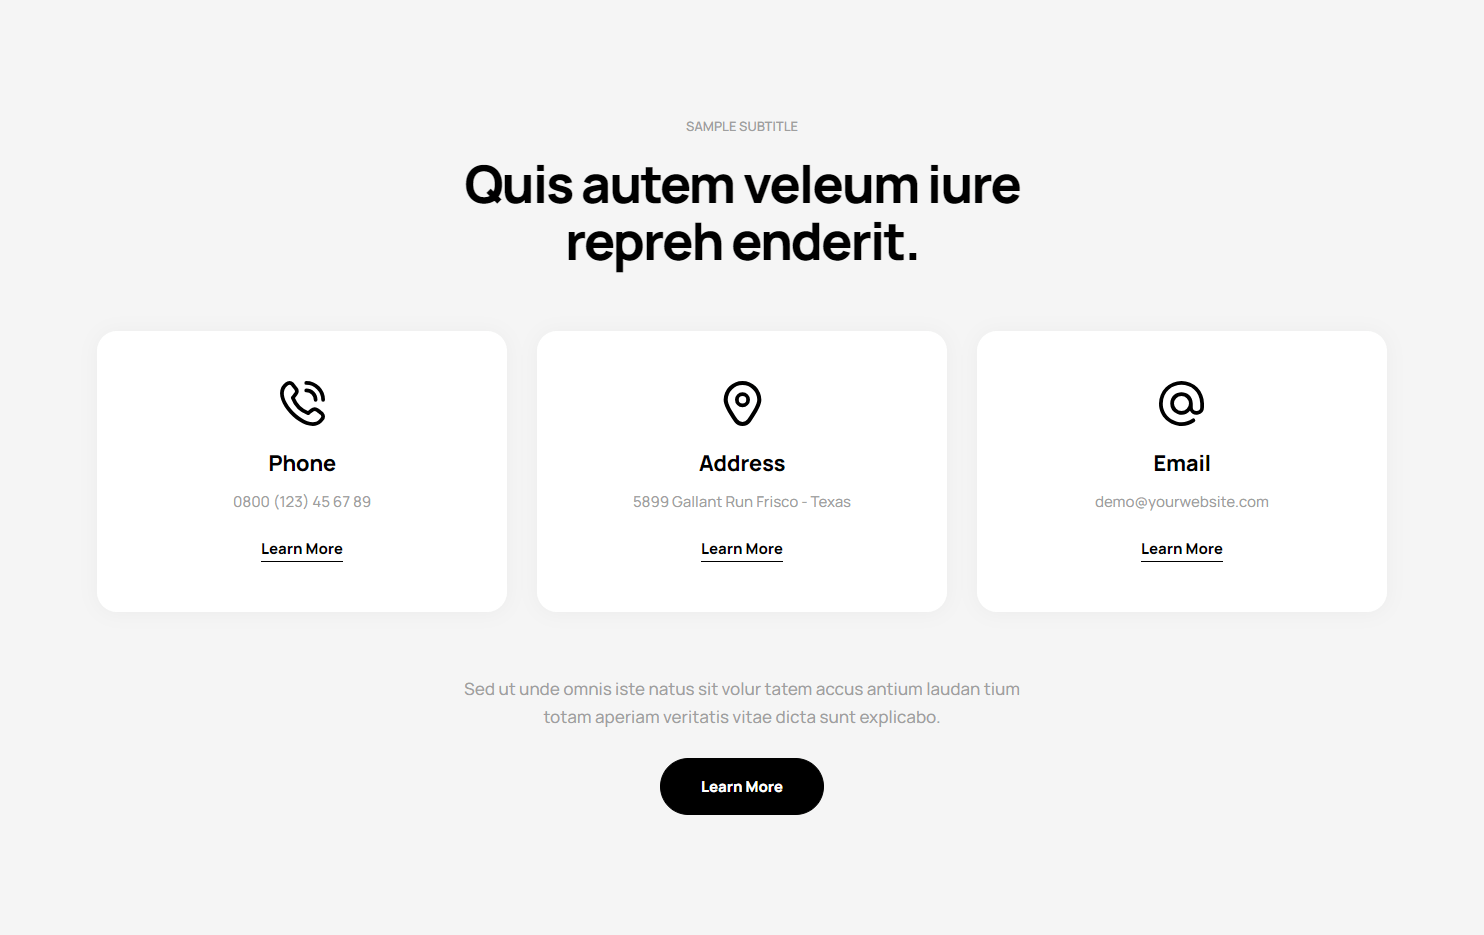 SAMPLE SUBTITLE
Quis autem veleum iure
repreh enderit.
Phone
0800 (123) 45 67 89
Learn More
Address
5899 Gallant Run Frisco - Texas
Learn More
Email
demo@yourwebsite.com
Learn More
Sed ut unde omnis iste natus sit volur tatem accus antium laudan tium
totam aperiam veritatis vitae dicta sunt explicabo.
Learn More